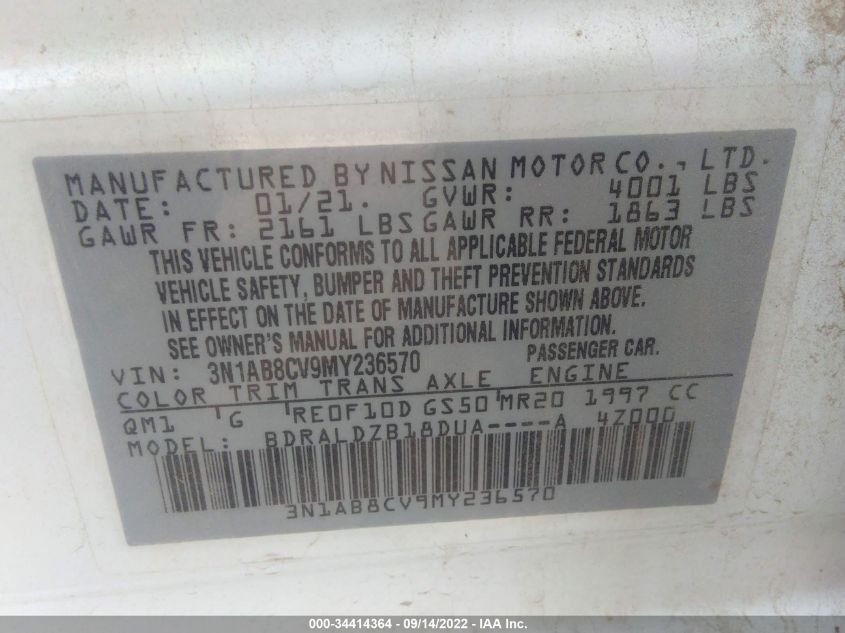 MANUFACTURED BY NISSAN MOTOR CO., LTD.
DATE: 01/21. GVWR: 4001 LBS
GAWR FR: 2161 LBS GAWR RR: 1863 LBS
THIS VEHICLE CONFORMS TO ALL APPLICABLE FEDERAL MOTOR
VEHICLE SAFETY, BUMPER AND THEFT PREVENTION STANDARDS
IN EFFECT ON THE DATE OF MANUFACTURE SHOWN ABOVE.
SEE OWNER'S MANUAL FOR ADDITIONAL INFORMATION.
VIN: 3N1AB8CV9MY236570 PASSENGER CAR.
COLOR TRIM TRANS AXLE ENGINE
QM1 G RE0F10D GS50 MR20 1997 CC
MODEL: BDRALDZB18DUA----A 4Z000
3N1AB8CV9MY236570
000-34414364 - 09/14/2022 - IAA Inc.